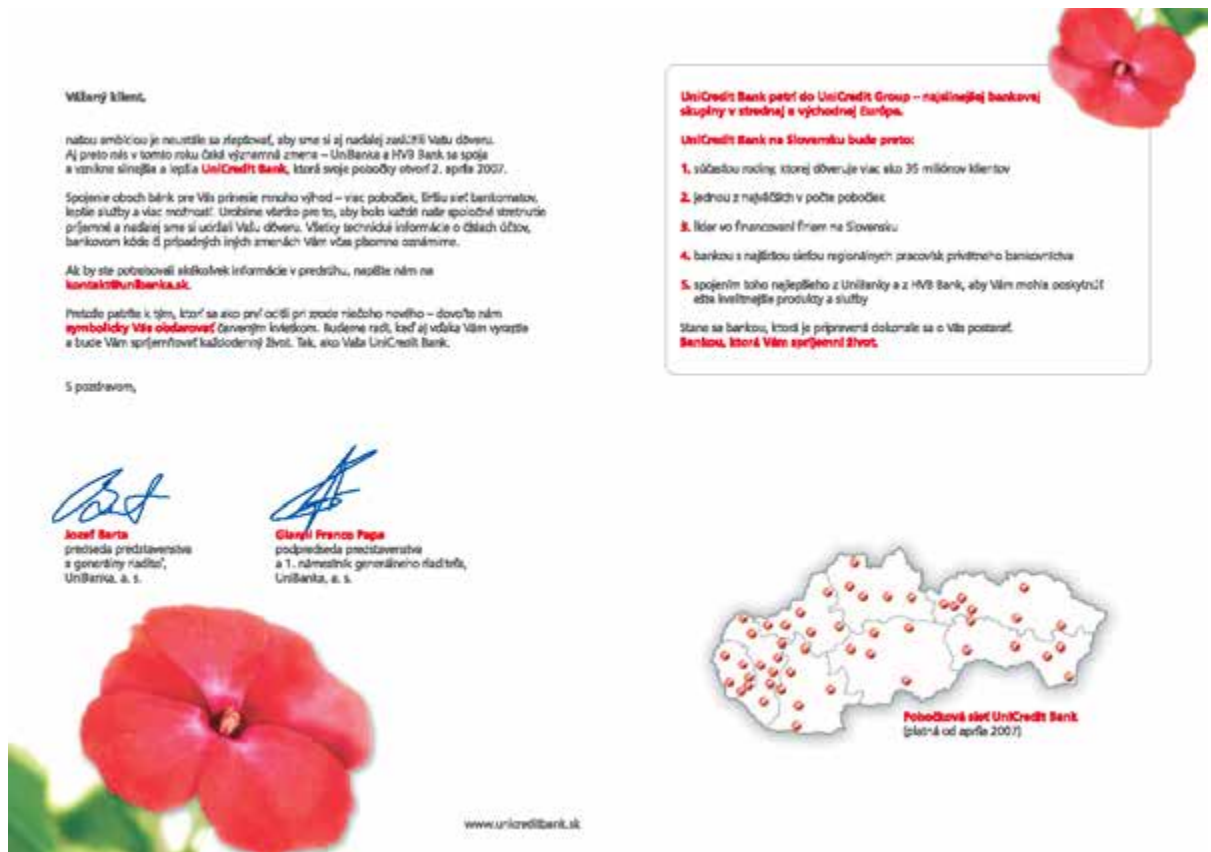 Vážený klient,
našou ambíciou je neustále sa zlepšovať, aby sme si aj naďalej zaslúžili Vašu dôveru.
Aj preto nás v tomto roku čaká významná zmena – UniBanka a HVB Bank sa spoja
a vznikne silnejšia a lepšia UniCredit Bank, ktorá svoje pobočky otvorí 2. apríla 2007.
Spojenie oboch bánk pre Vás prinesie mnoho výhod – viac pobočiek, širšiu sieť bankomatov,
lepšie služby a viac možností. Urobíme všetko pre to, aby bolo každé naše spoločné stretnutie
príjemné a naďalej sme si udržali Vašu dôveru. Všetky technické informácie o číslach účtov,
bankovom kóde či prípadných iných zmenách Vám včas písomne oznámime.
Ak by ste potrebovali akékoľvek informácie v predstihu, napíšte nám na
kontakt@unibanka.sk.
Pretože patríte k tým, ktorí sa ako prví ocitli pri zrode niečoho nového – dovoľte nám
symbolicky Vás obdarovať červeným kvietkom. Budeme radi, keď aj vďaka Vám vyrastie
a bude Vám spríjemňovať každodenný život. Tak, ako Vaša UniCredit Bank.
S pozdravom,
Jozef Barta
predseda predstavenstva
a generálny riaditeľ,
UniBanka, a. s.
Gianni Franco Papa
podpredseda predstavenstva
a 1. námestník generálneho riaditeľa,
UniBanka, a. s.
www.unicreditbank.sk
UniCredit Bank patrí do UniCredit Group – najsilnejšej bankovej
skupiny v strednej a východnej Európe.
UniCredit Bank na Slovensku bude preto:
1. súčasťou rodiny, ktorej dôveruje viac ako 35 miliónov klientov
2. jednou z najväčších v počte pobočiek
3. líder vo financovaní firiem na Slovensku
4. bankou s najširšou sieťou regionálnych pracovísk privátneho bankovníctva
5. spojením toho najlepšieho z UniBanky a z HVB Bank, aby Vám mohla poskytnúť
ešte kvalitnejšie produkty a služby
Stane sa bankou, ktorá je pripravená dokonale sa o Vás postarať.
Bankou, ktorá Vám spríjemní život.
Pobočková sieť UniCredit Bank
(platná od apríla 2007)